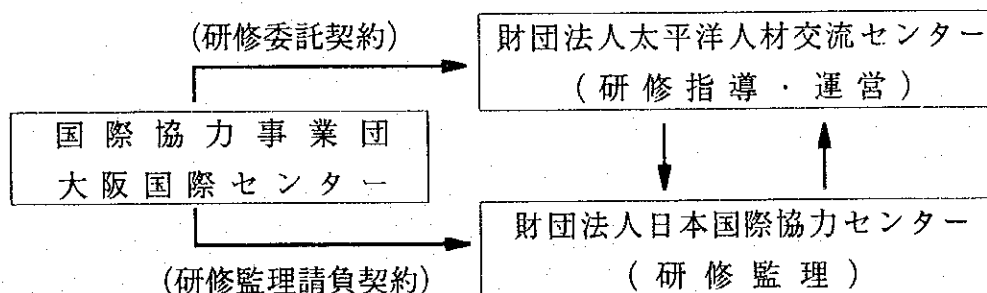 (研修委託契約)
財団法人太平洋人材交流センター
(研修指導・運営)
国際協力事業団
大阪国際センター
財団法人日本国際協力センター
(研修監理)
(研修監理請負契約)